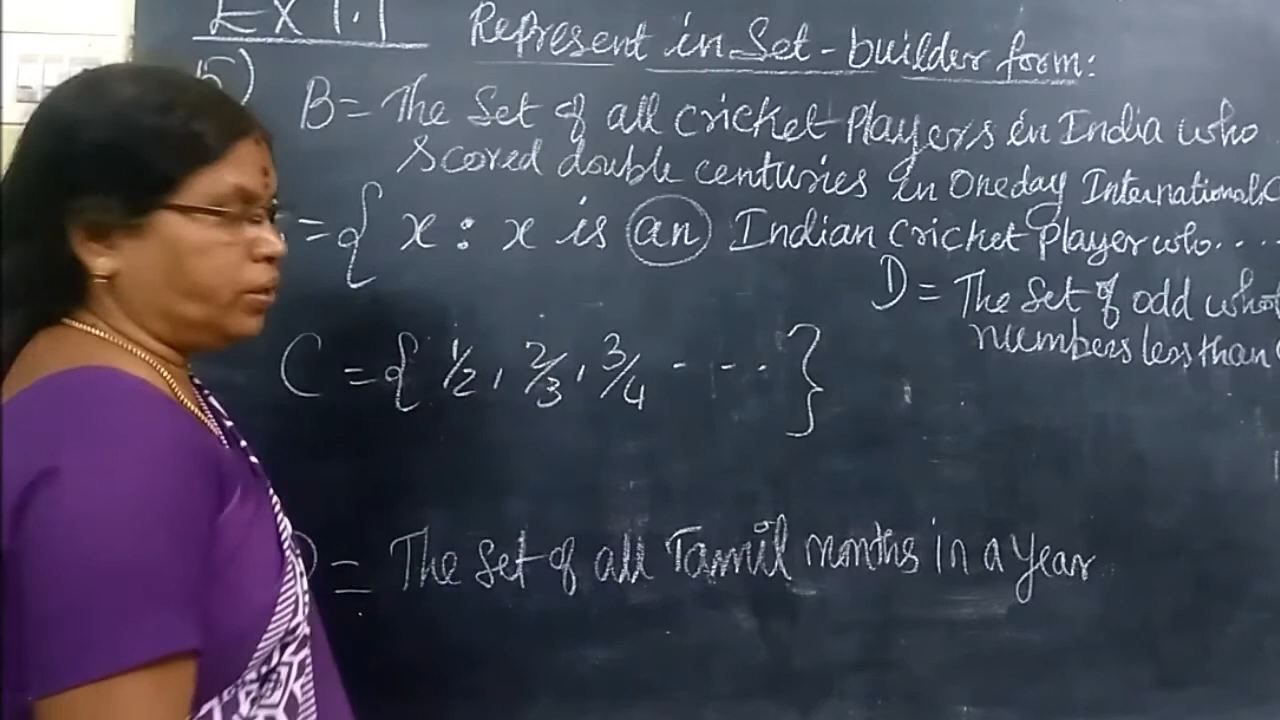 Ex 1.1
Represent in Set-builder form:
5)
B = The Set of all cricket Players in India who
Scored double centuries in Oneday International
= { x : x is an Indian cricket Player who....
D = The Set of odd
numbers less than
C = { 1/2, 2/3, 3/4 - - - · }
= The Set of all Tamil months in a Year